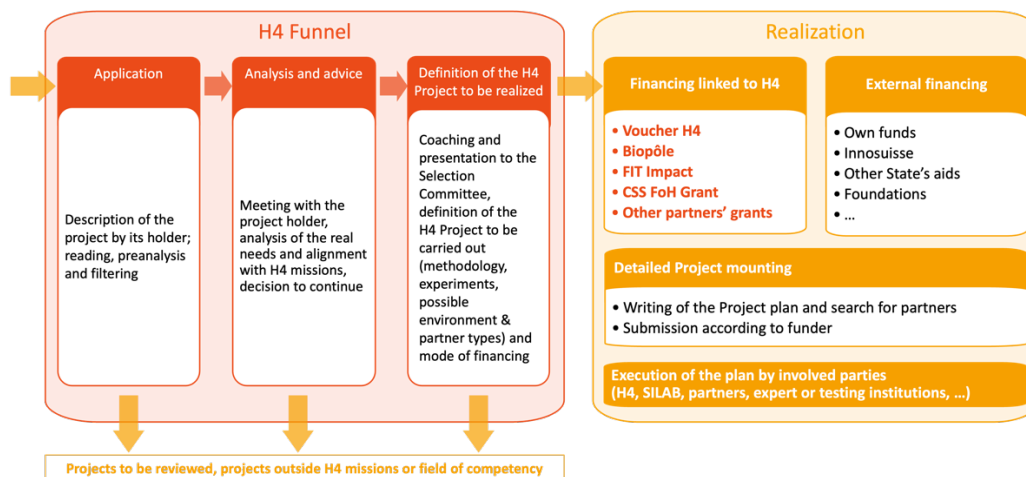 H4 Funnel
Application
Description of the
project by its holder;
reading, preanalysis
and filtering
Analysis and advice
Meeting with the
project holder,
analysis of the real
needs and alignment
with H4 missions,
decision to continue
Definition of the H4
Project to be realized
Coaching and
presentation to the
Selection
Committee,
definition of the
H4 Project to be
carried out
(methodology,
experiments,
possible
environment &
partner types) and
mode of financing
Projects to be reviewed, projects outside H4 missions or field of competency
Realization
Financing linked to H4
• Voucher H4
• Biopôle
• FIT Impact
• CSS FoH Grant
• Other partners' grants
External financing
• Own funds
• Innosuisse
• Other State's aids
• Foundations
• ...
Detailed Project mounting
• Writing of the Project plan and search for partners
• Submission according to funder
Execution of the plan by involved parties
(H4, SILAB, partners, expert or testing institutions, ...)